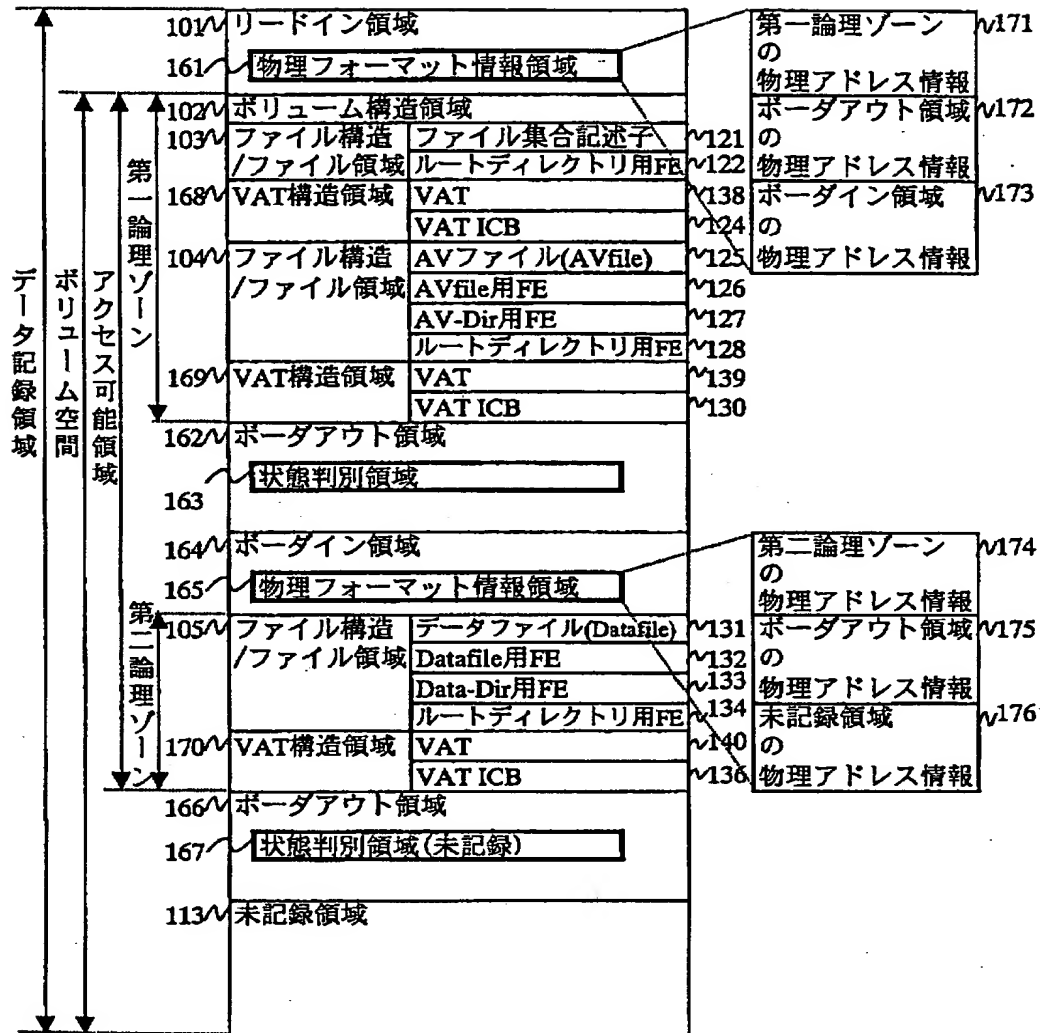 データ記録領域
ボリューム空間
アクセス可能領域
第一論理ゾーン
第二論理ゾーン
101 リードイン領域
161 物理フォーマット情報領域
102 ボリューム構造領域
103 ファイル構造 ファイル集合記述子 121
/ファイル領域 ルートディレクトリ用FE 122
168 VAT構造領域 VAT 138
VAT ICB 124
104 ファイル構造 AVファイル(AVfile) 125
/ファイル領域 AVfile用FE 126
AV-Dir用FE 127
ルートディレクトリ用FE 128
169 VAT構造領域 VAT 139
VAT ICB 130
162 ボーダアウト領域
163 状態判別領域
164 ボーダイン領域
165 物理フォーマット情報領域
105 ファイル構造 データファイル(Datafile) 131
/ファイル領域 Datafile用FE 132
Data-Dir用FE 133
ルートディレクトリ用FE 134
170 VAT構造領域 VAT 140
VAT ICB 136
166 ボーダアウト領域
167 状態判別領域(未記録)
113 未記録領域
第一論理ゾーン 171
の
物理アドレス情報
ボーダアウト領域 172
の
物理アドレス情報
ボーダイン領域 173
の
物理アドレス情報
第二論理ゾーン 174
の
物理アドレス情報
ボーダアウト領域 175
の
物理アドレス情報
未記録領域 176
の
物理アドレス情報